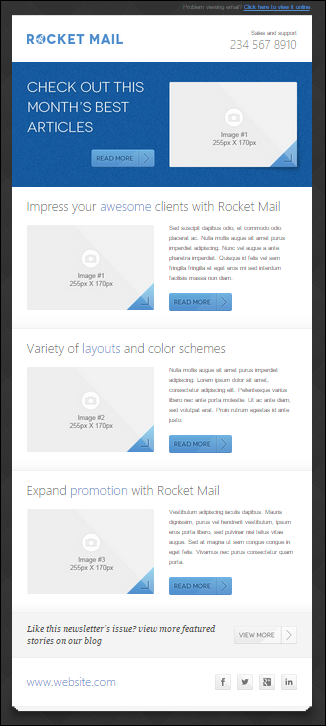 Problem viewing email? Click here to view it online
ROCKET MAIL
Sales and support
234 567 8910
CHECK OUT THIS
MONTH'S BEST
ARTICLES
READ MORE
Image #1
255px X 170px
Impress your awesome clients with Rocket Mail
Image #1
255px X 170px
Sed suscipit dapibus odio, et commodo odio
placerat ac. Nulla mollis augue sit amet purus
imperdiet adipiscing. Nunc vel augue a ante
pharetra imperdiet. Quisque id felis vel sem
fringilla fringilla et eget eros mi sed interdum
facilisis massa non diam.
READ MORE
Variety of layouts and color schemes
Image #2
255px X 170px
Nulla mollis augue sit amet purus imperdiet
adipiscing. Lorem ipsum dolor sit amet,
consectetur adipiscing elit. Pellentesque varius
libero nec ante porta molestie. Ut ac ante diam,
sed volutpat erat. Proin rutrum egestas id ante
justo.
READ MORE
Expand promotion with Rocket Mail
Image #3
255px X 170px
Vestibulum adipiscing iaculis dapibus. Mauris
dignissim, purus vel hendrerit vestibulum, ipsum
eros porta libero, sed pulvinar nisi tellus vitae
augue. Sed at magna ut sem congue congue in
eget felis. Vivamus nec purus consectetur quam
porta.
READ MORE
Like this newsletter's issue? view more featured
stories on our blog
VIEW MORE
www.website.com